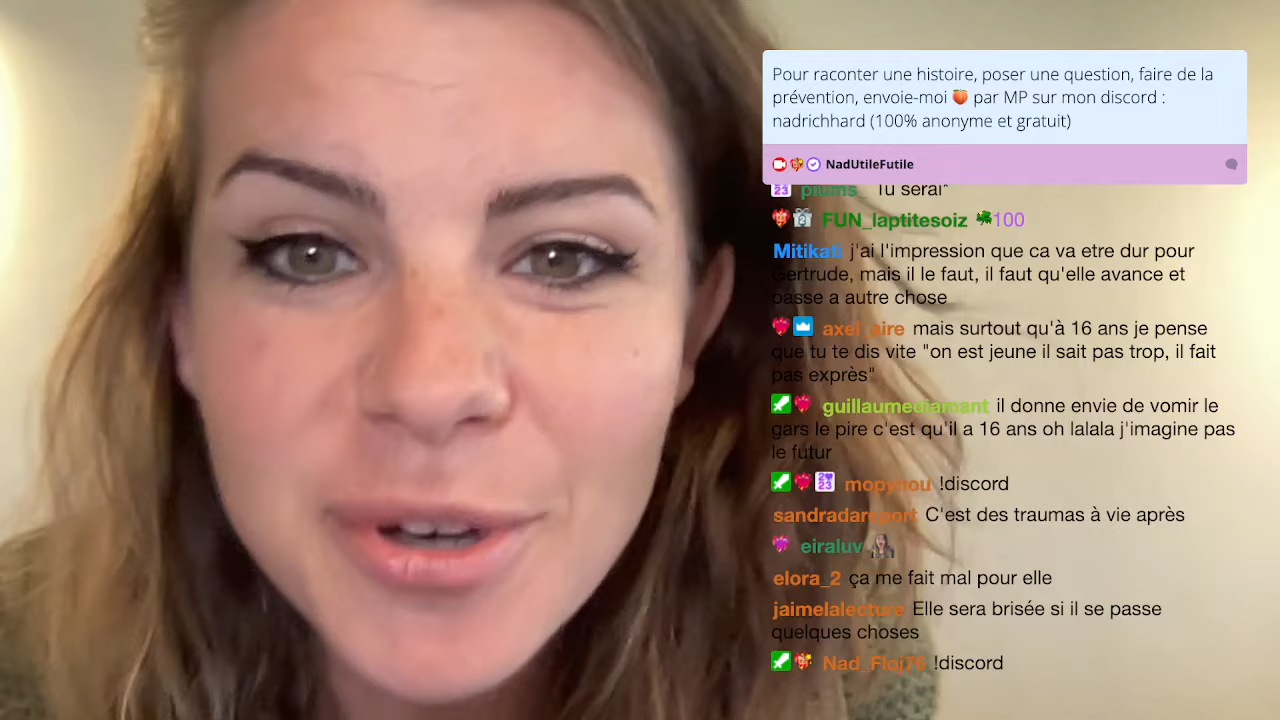 Pour raconter une histoire, poser une question, faire de la
prévention, envoie-moi 🍑 par MP sur mon discord :
nadrichhard (100% anonyme et gratuit)
NadUtileFutile
23 piums Tu serai*
2 FUN_laptitesoiz 100
Mitikati j'ai l'impression que ca va etre dur pour
Gertrude, mais il le faut, il faut qu'elle avance et
passe a autre chose
axel_aire mais surtout qu'à 16 ans je pense
que tu te dis vite "on est jeune il sait pas trop, il fait
pas exprès"
guillaumediamant il donne envie de vomir le
gars le pire c'est qu'il a 16 ans oh lalala j'imagine pas
le futur
mopynou !discord
sandradareport C'est des traumas à vie après
eiraluv
elora_2 ça me fait mal pour elle
jaimelalecture Elle sera brisée si il se passe
quelques choses
Nad_Floj76 !discord